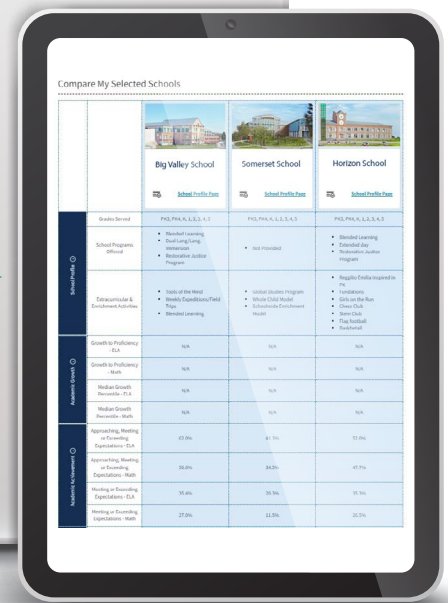 Compare My Selected Schools
Big Valley School
Somerset School
Horizon School
School Profile Page
School Profile Page
School Profile Page
School Profile
Grades Served
PK3, PK4, K, 1, 2, 3, 4, 5
PK3, PK4, K, 1, 2, 3, 4, 5
PK3, PK4, K, 1, 2, 3, 4, 5
School Programs
Offered
Blended Learning
Dual Lang/Lang.
Immersion
Restorative Justice
Program
Not Provided
Blended Learning
Extended day
Restorative Justice
Program
Extracurricular &
Enrichment Activities
Tools of the Mind
Weekly Expeditions/Field
Trips
Blended Learning
Global Studies Program
Whole Child Model
Schoolwide Enrichment
Model
Reggilio Emilia inspired in
PK
Fundations
Girls on the Run
Chess Club
Stem Club
Flag football
Basketball
Academic Growth
Growth to Proficiency
- ELA
N/A
N/A
N/A
Growth to Proficiency
- Math
N/A
N/A
N/A
Median Growth
Percentile - ELA
N/A
N/A
N/A
Median Growth
Percentile - Math
N/A
N/A
N/A
Academic Achievement
Approaching, Meeting
or Exceeding
Expectations - ELA
Approaching, Meeting
or Exceeding
Expectations - Math
Meeting or Exceeding
Expectations - ELA
Meeting or Exceeding
Expectations - Math
27.0%
11.5%